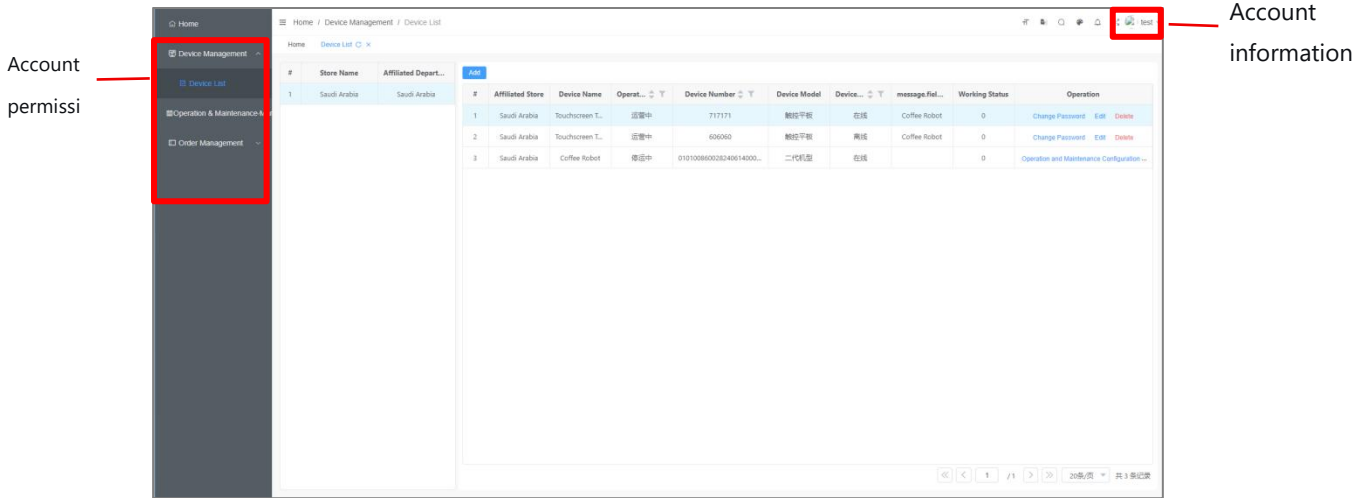 Account
information
Account
permissi
Home
Device Management
Device List
Operation & Maintenance-M
Order Management
Home / Device Management / Device List
test
Home Device List
# Store Name Affiliated Depart...
1 Saudi Arabia Saudi Arabia
Add
# Affiliated Store Device Name Operat... Device Number Device Model Device... message.fiel... Working Status Operation
1 Saudi Arabia Touchscreen T... 运营中 717171 触控平板 在线 Coffee Robot 0 Change Password Edit Delete
2 Saudi Arabia Touchscreen T... 运营中 606060 触控平板 离线 Coffee Robot 0 Change Password Edit Delete
3 Saudi Arabia Coffee Robot 停运中 010100860028240614000... 二代机型 在线 0 Operation and Maintenance Configuration ...
1 /1 20条/页 共 3 条记录